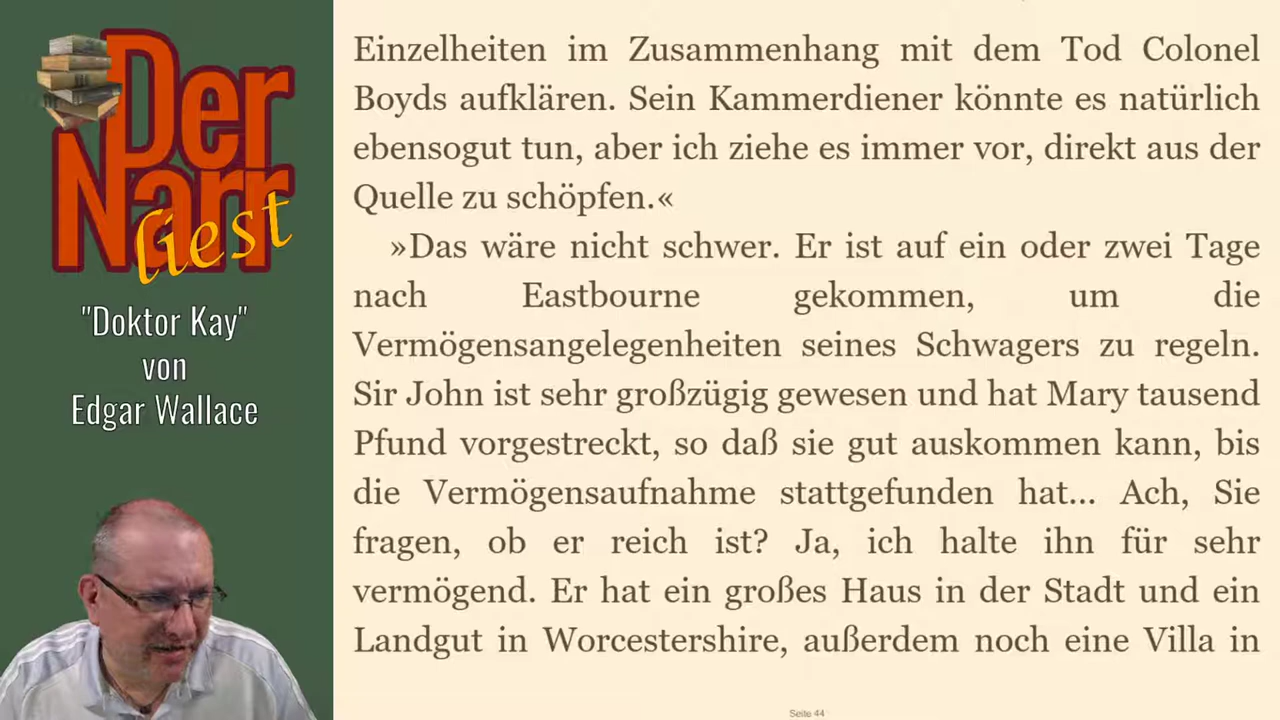 Der
Narr
liest
"Doktor Kay"
von
Edgar Wallace
Einzelheiten im Zusammenhang mit dem Tod Colonel
Boyds aufklären. Sein Kammerdiener könnte es natürlich
ebensogut tun, aber ich ziehe es immer vor, direkt aus der
Quelle zu schöpfen.«
»Das wäre nicht schwer. Er ist auf ein oder zwei Tage
nach Eastbourne gekommen, um die
Vermögensangelegenheiten seines Schwagers zu regeln.
Sir John ist sehr großzügig gewesen und hat Mary tausend
Pfund vorgestreckt, so daß sie gut auskommen kann, bis
die Vermögensaufnahme stattgefunden hat... Ach, Sie
fragen, ob er reich ist? Ja, ich halte ihn für sehr
vermögend. Er hat ein großes Haus in der Stadt und ein
Landgut in Worcestershire, außerdem noch eine Villa in
Seite 44